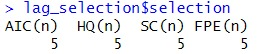 > lag_selection$selection
AIC(n)  HQ(n)  SC(n) FPE(n)
     5      5      5      5